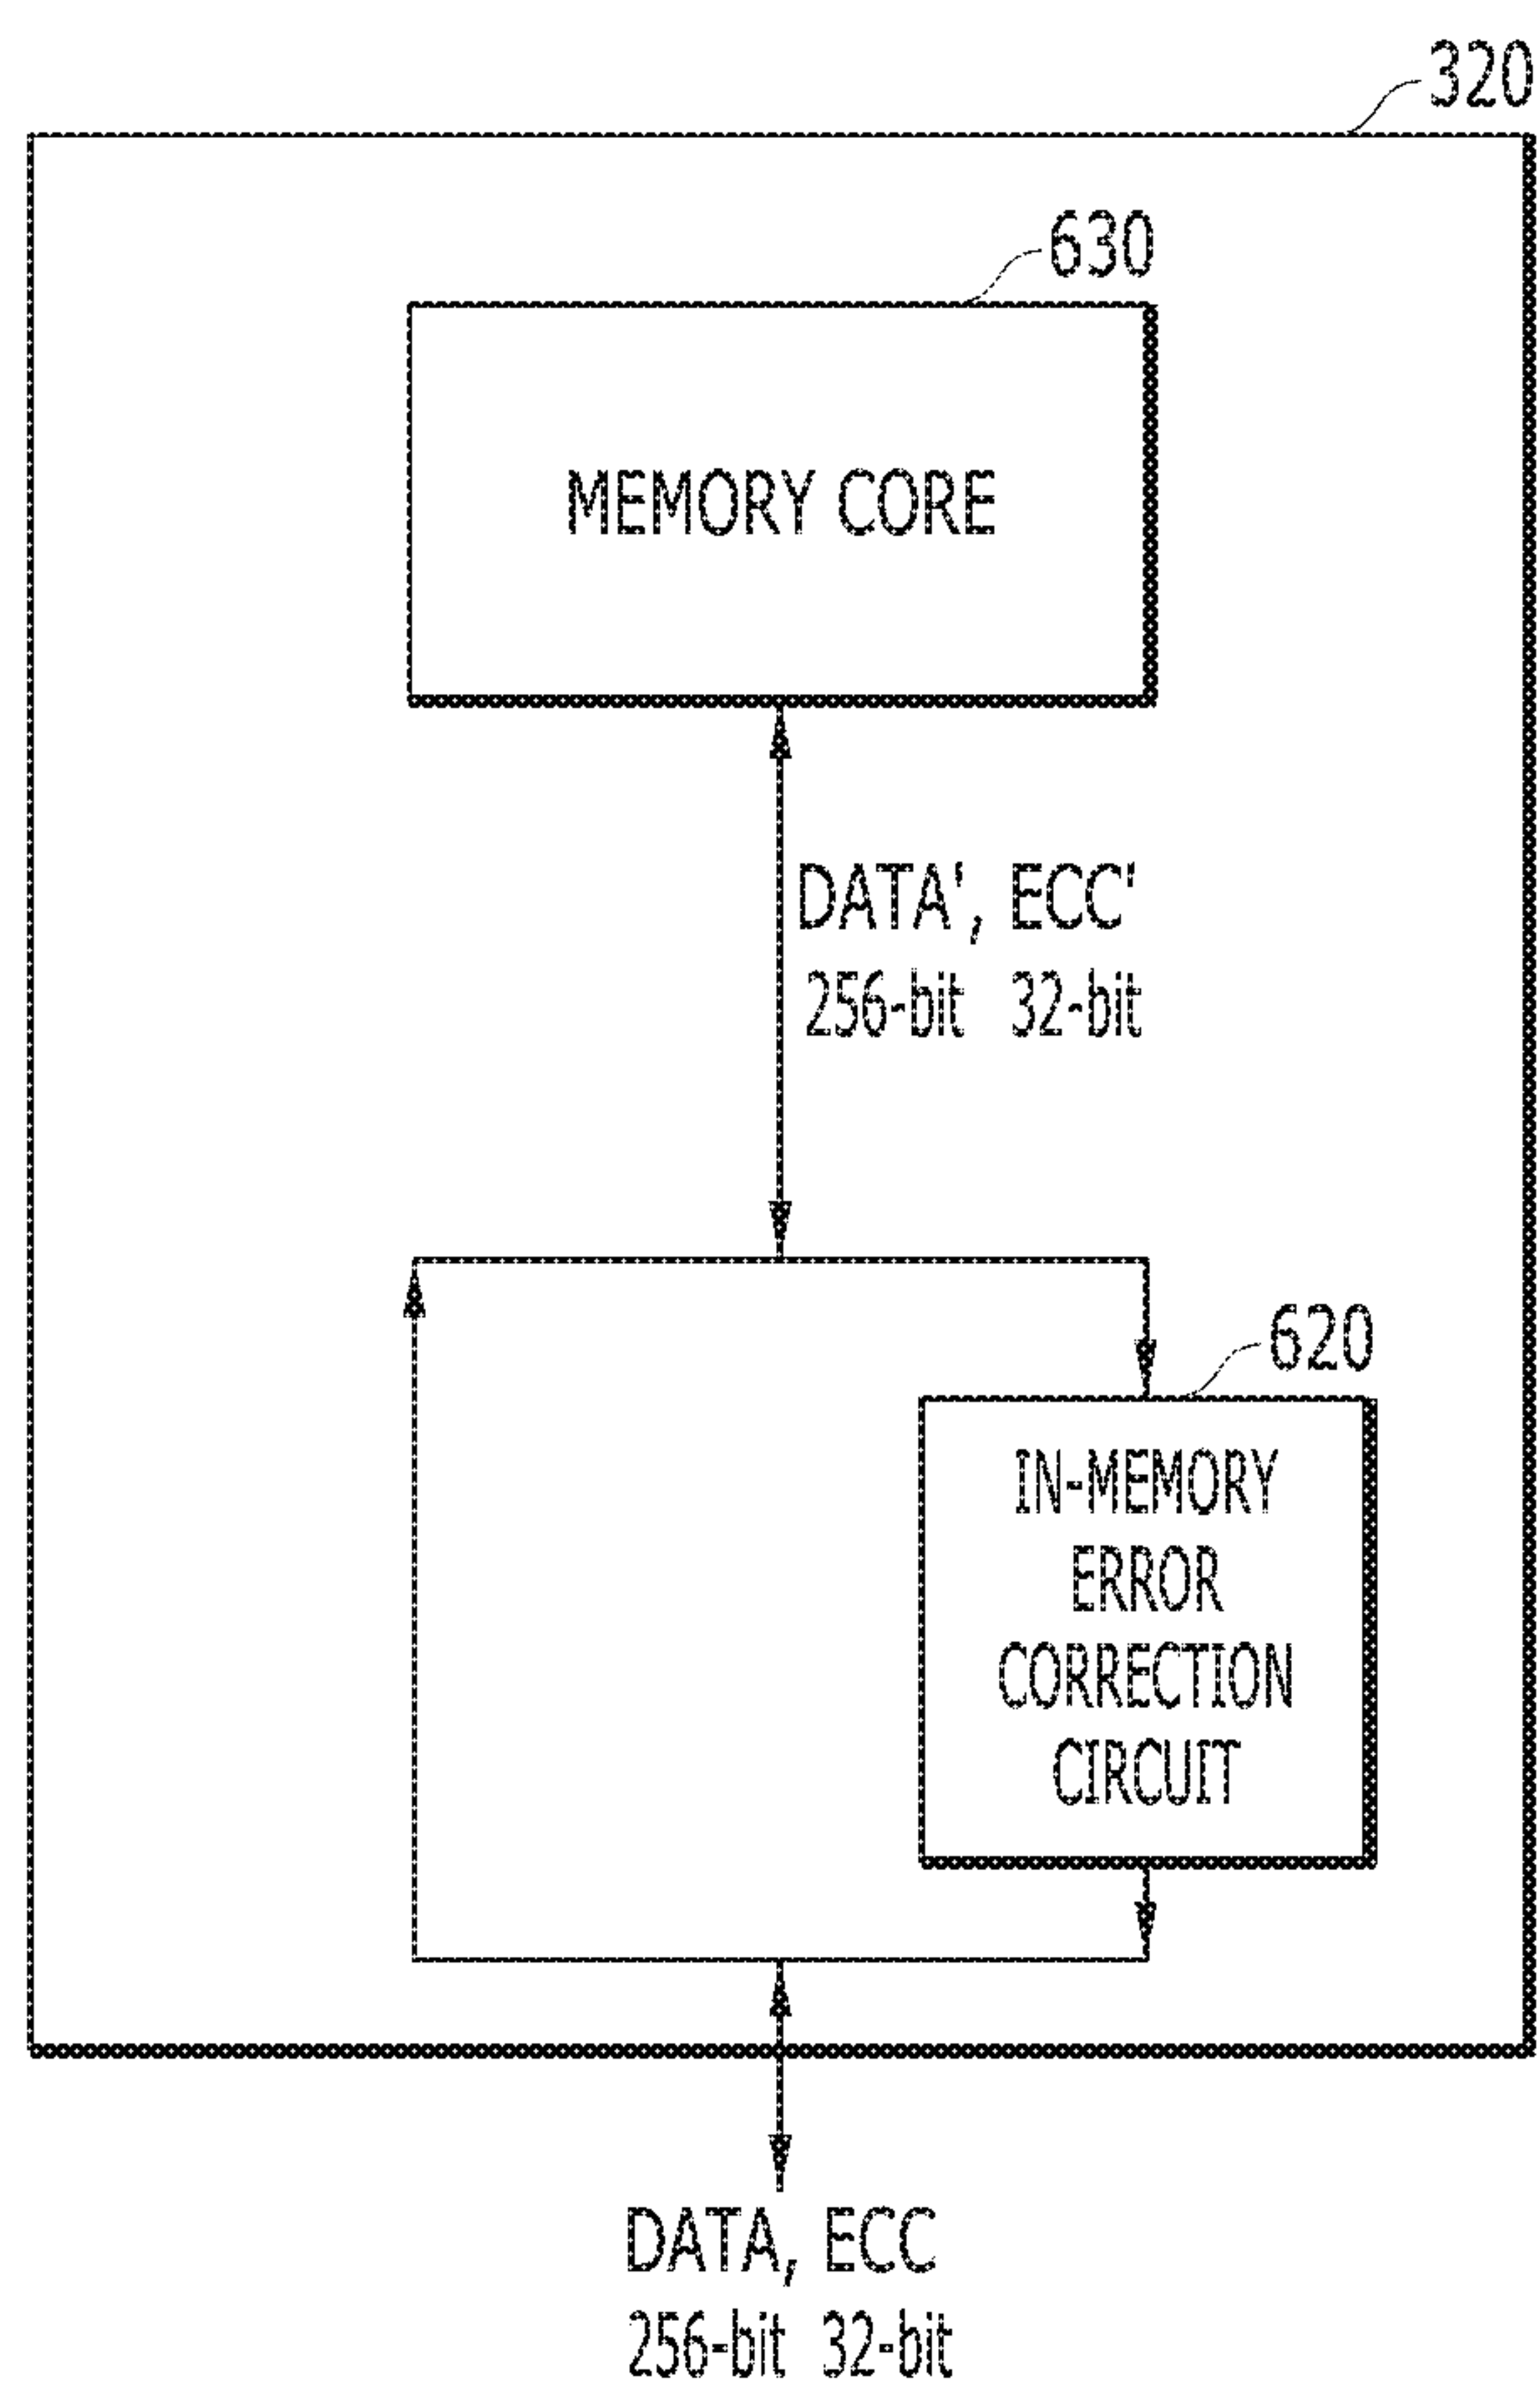 320
630
MEMORY CORE
DATA', ECC'
256-bit 32-bit
620
IN-MEMORY
ERROR
CORRECTION
CIRCUIT
DATA, ECC
256-bit 32-bit